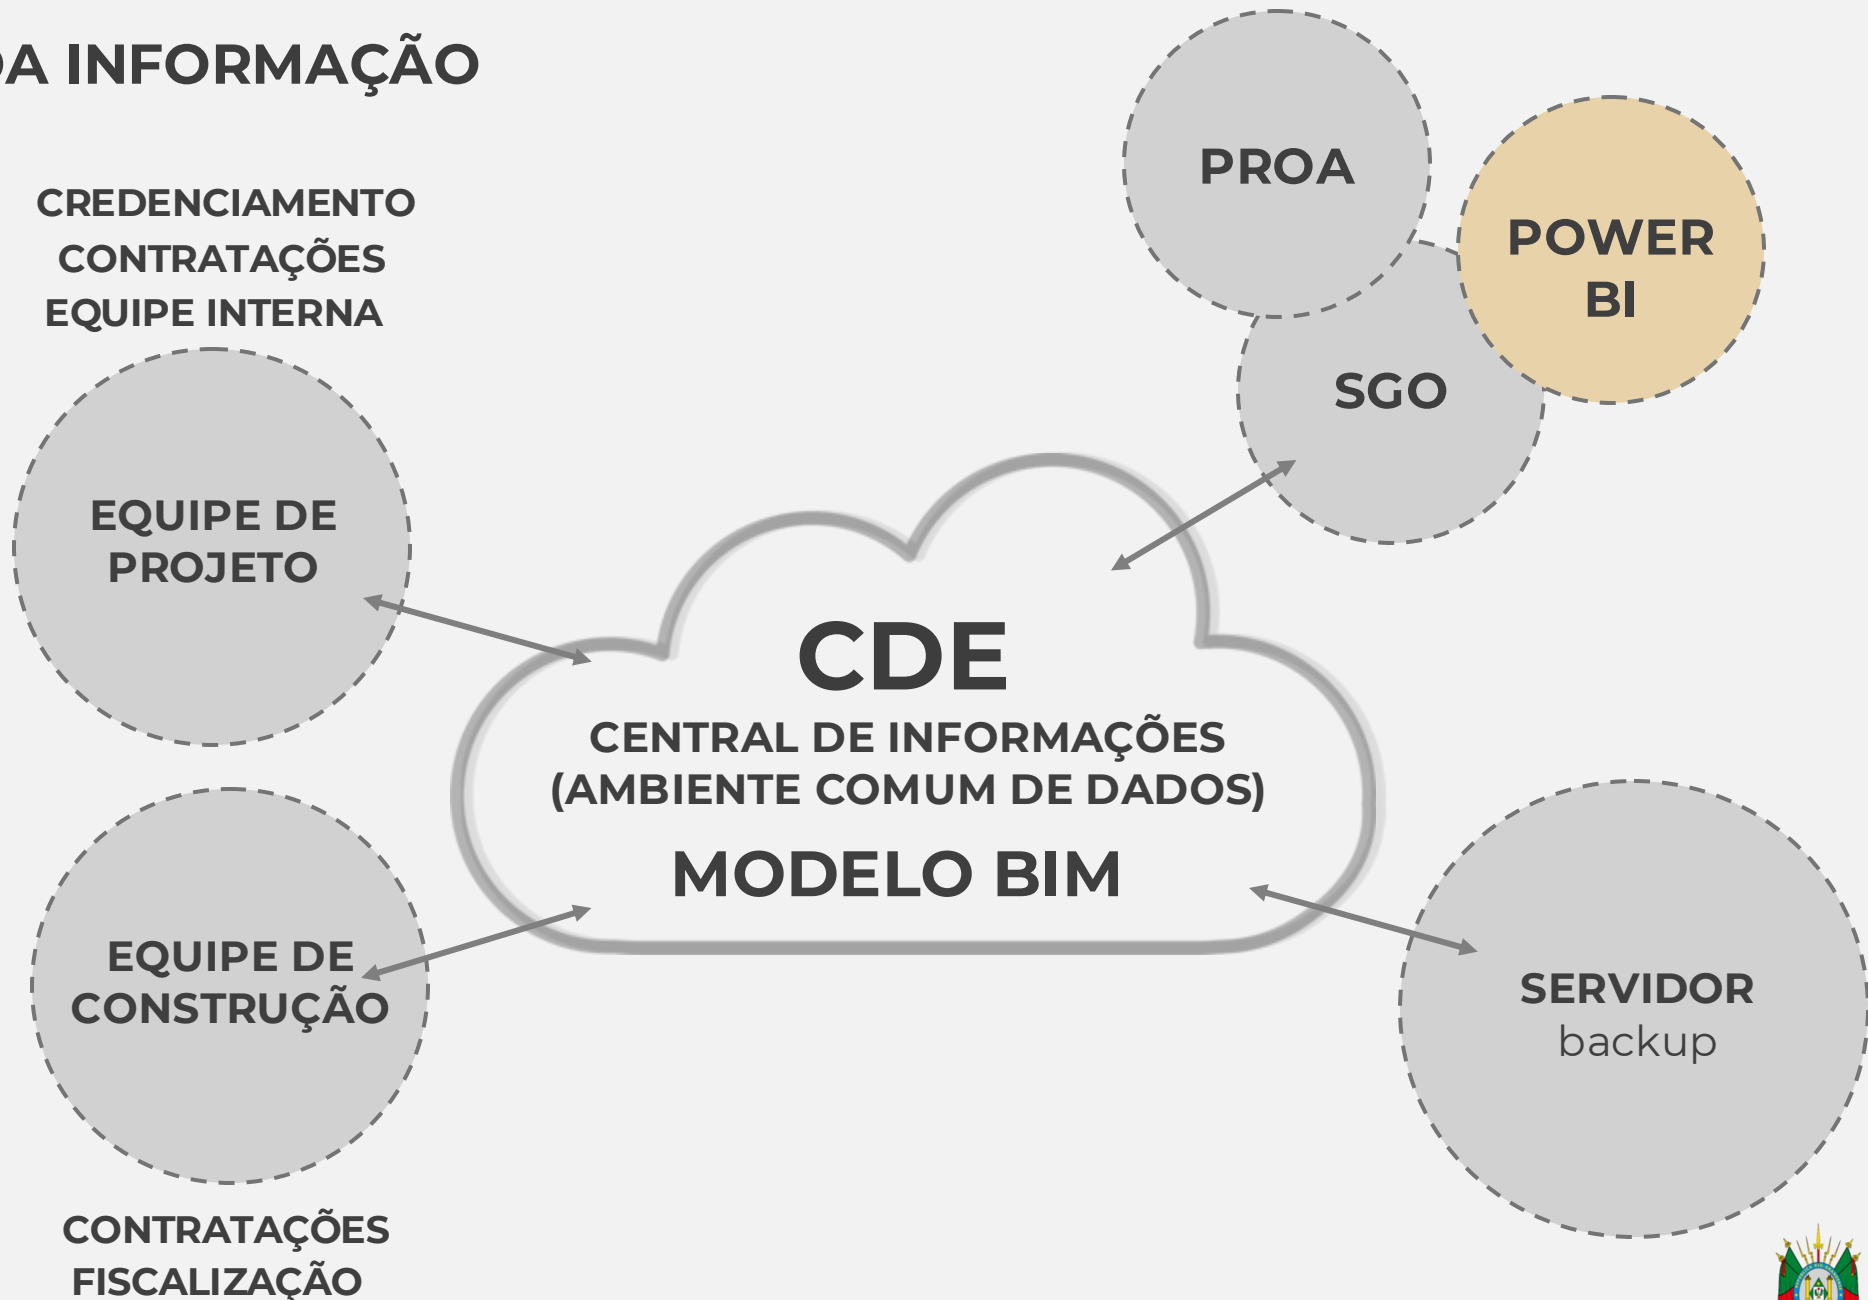 DA INFORMAÇÃO
CREDENCIAMENTO
CONTRATAÇÕES
EQUIPE INTERNA
EQUIPE DE
PROJETO
EQUIPE DE
CONSTRUÇÃO
CONTRATAÇÕES
FISCALIZAÇÃO
CDE
CENTRAL DE INFORMAÇÕES
(AMBIENTE COMUM DE DADOS)
MODELO BIM
PROA
POWER
BI
SGO
SERVIDOR
backup